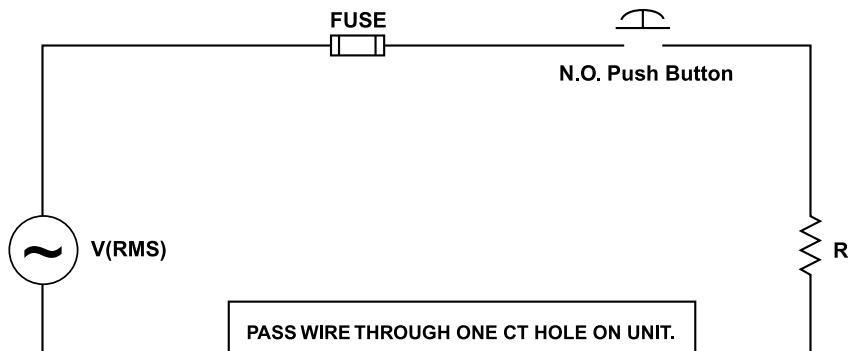 FUSE
N.O. Push Button
V(RMS)
R
PASS WIRE THROUGH ONE CT HOLE ON UNIT.